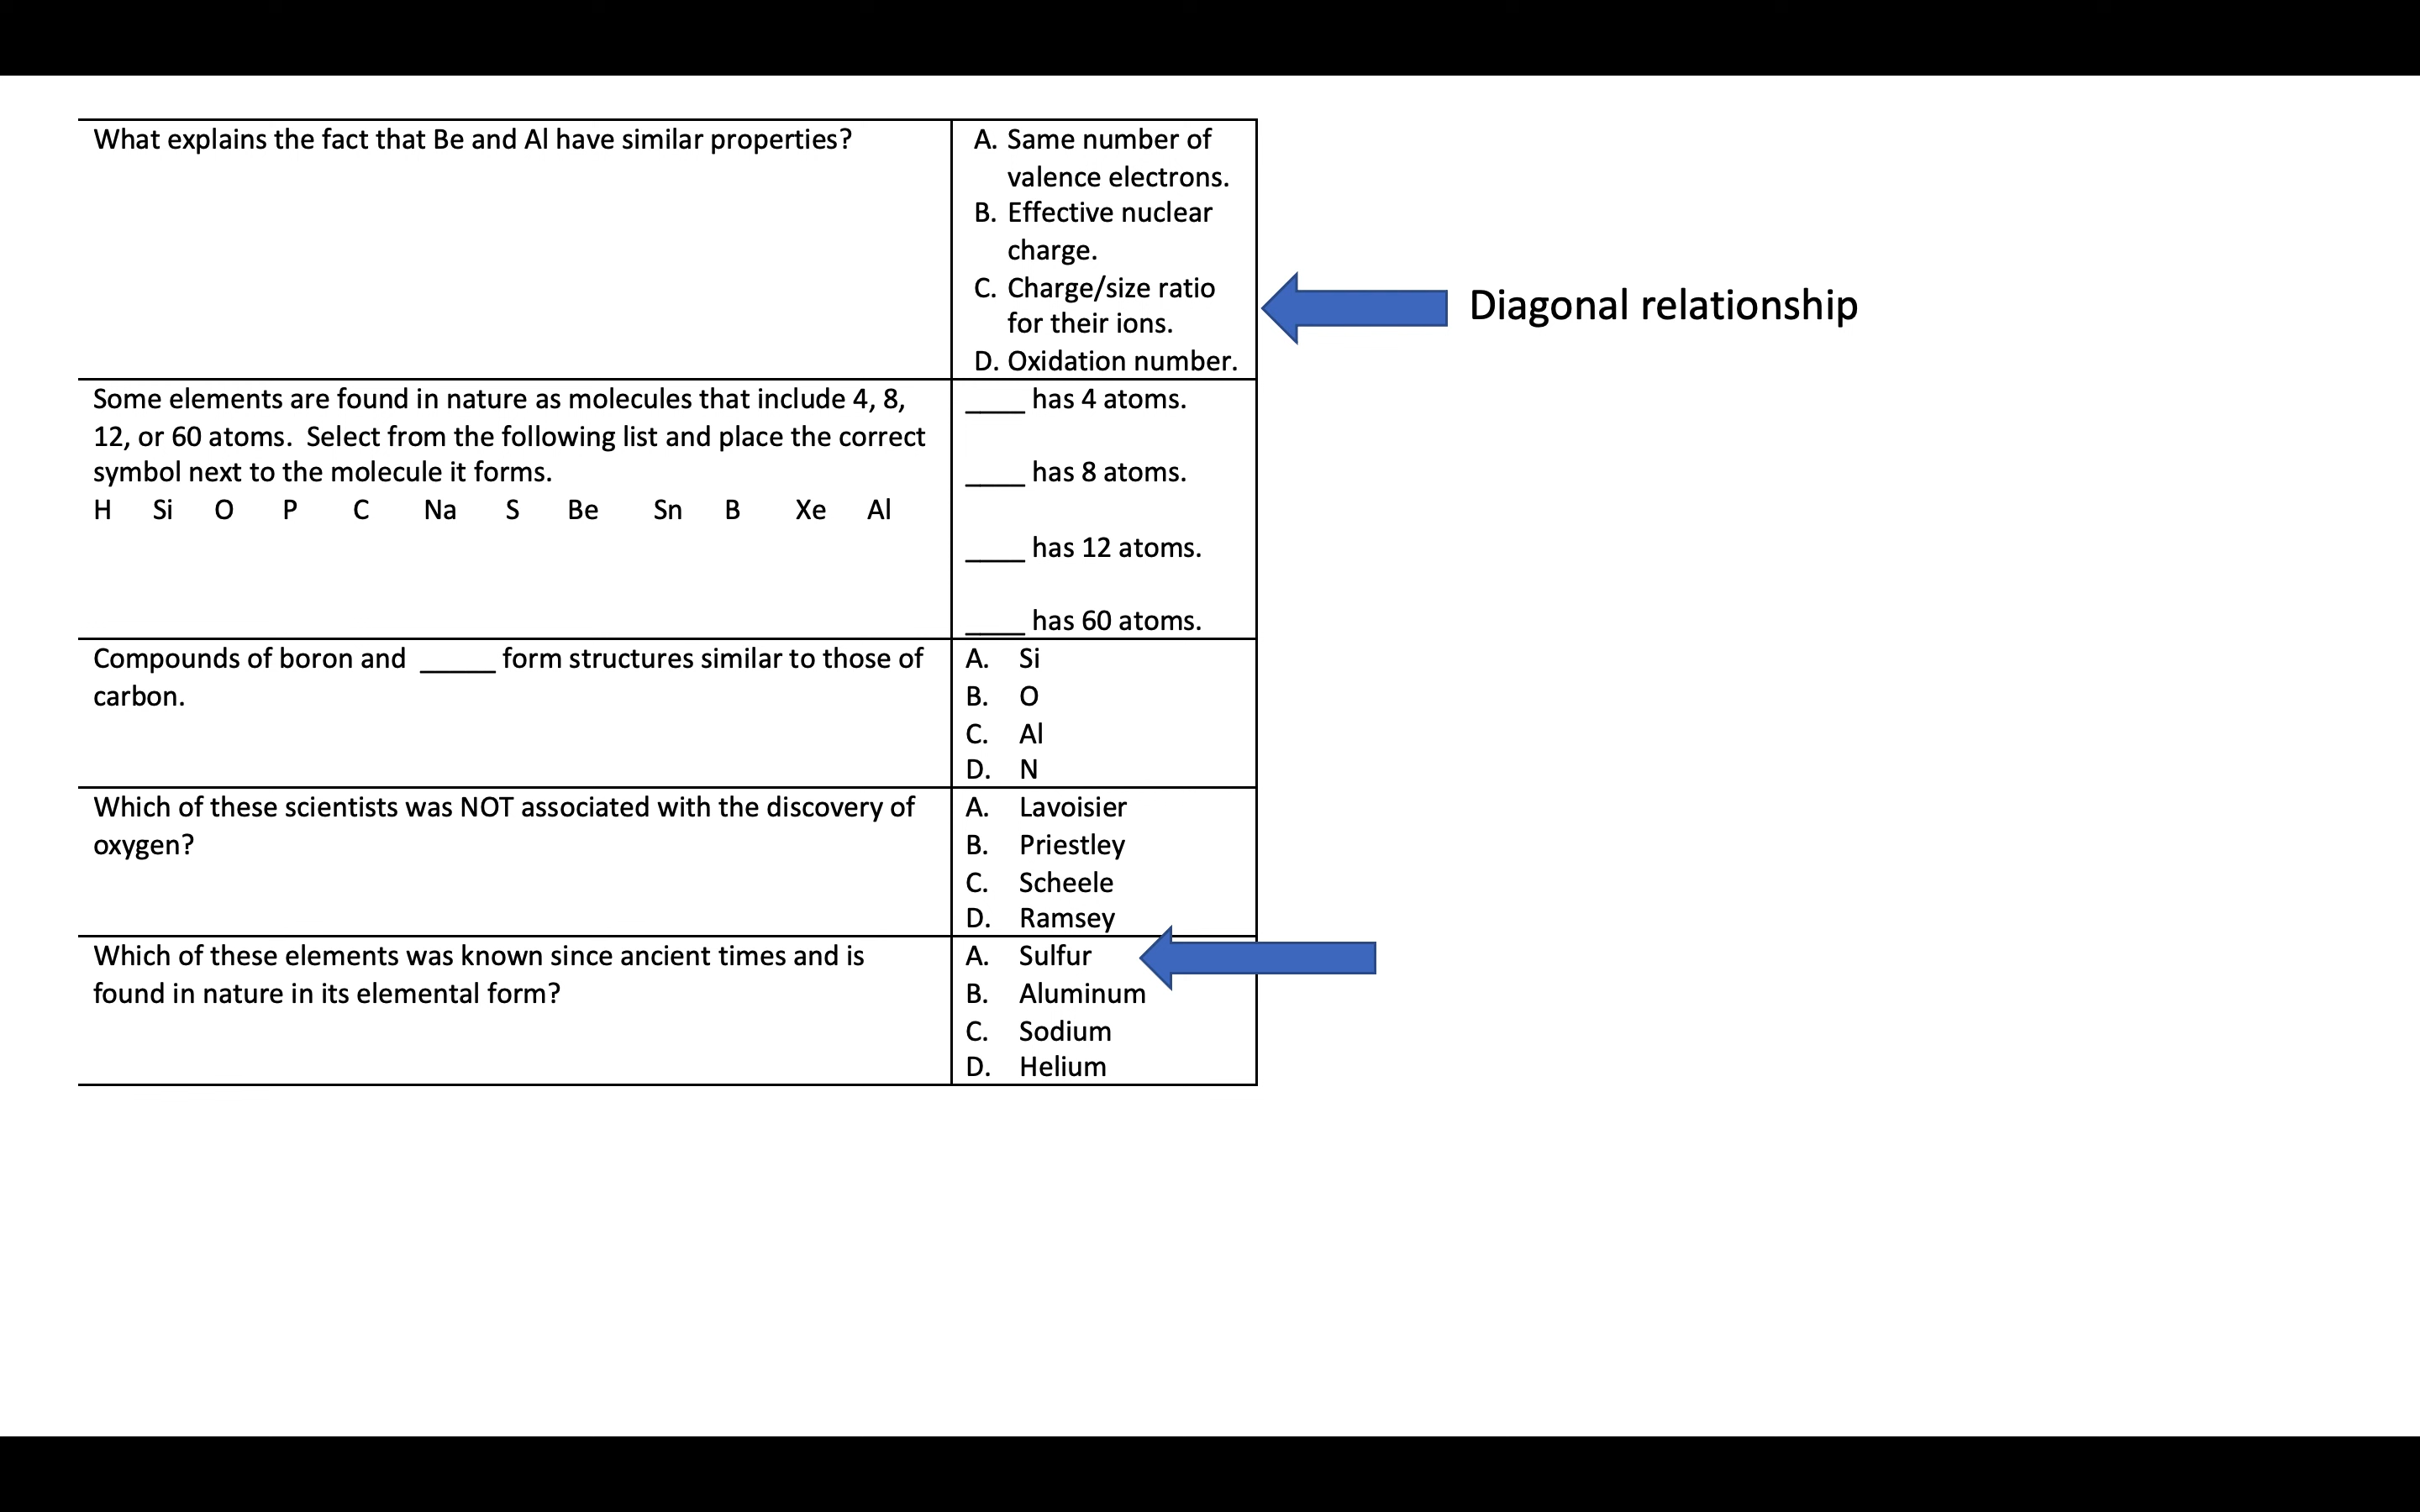 What explains the fact that Be and Al have similar properties?
A. Same number of
valence electrons.
B. Effective nuclear
charge.
C. Charge/size ratio
for their ions.
D. Oxidation number.
Diagonal relationship
Some elements are found in nature as molecules that include 4, 8,
12, or 60 atoms. Select from the following list and place the correct
symbol next to the molecule it forms.
H Si O P C Na S Be Sn B Xe Al
____ has 4 atoms.
____ has 8 atoms.
____ has 12 atoms.
____ has 60 atoms.
Compounds of boron and _____ form structures similar to those of
carbon.
A. Si
B. O
C. Al
D. N
Which of these scientists was NOT associated with the discovery of
oxygen?
A. Lavoisier
B. Priestley
C. Scheele
D. Ramsey
Which of these elements was known since ancient times and is
found in nature in its elemental form?
A. Sulfur
B. Aluminum
C. Sodium
D. Helium